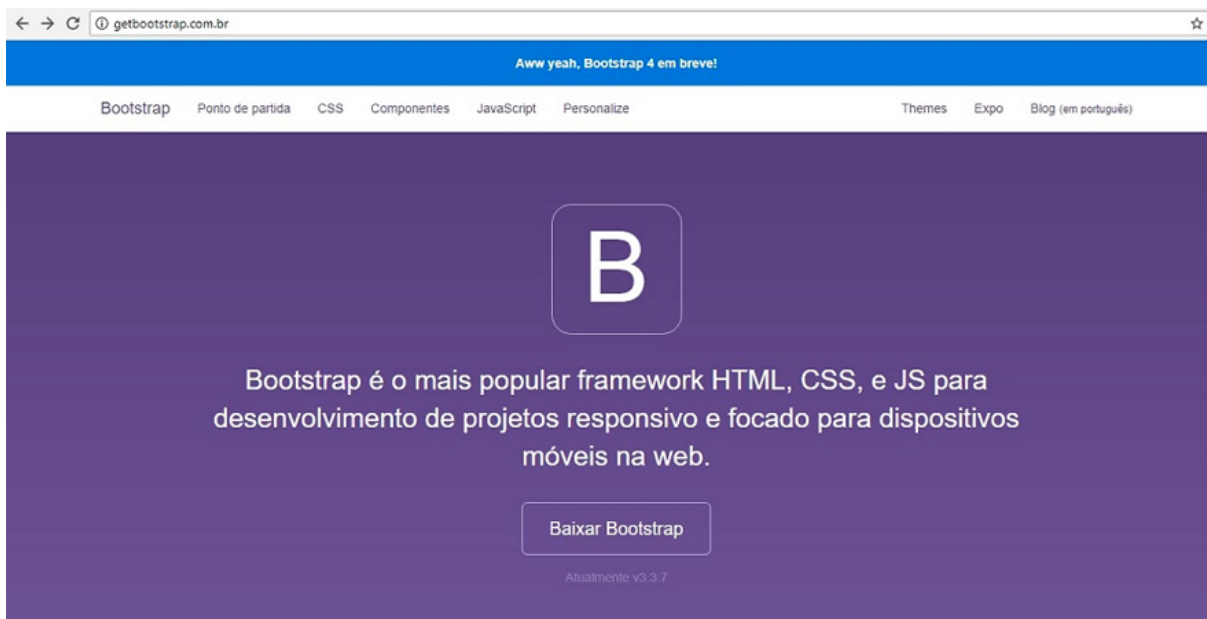 getbootstrap.com.br
Aww yeah, Bootstrap 4 em breve!
Bootstrap Ponto de partida CSS Componentes JavaScript Personalize Themes Expo Blog (em português)
B
Bootstrap é o mais popular framework HTML, CSS, e JS para
desenvolvimento de projetos responsivo e focado para dispositivos
móveis na web.
Baixar Bootstrap
Atualmente v3.3.7